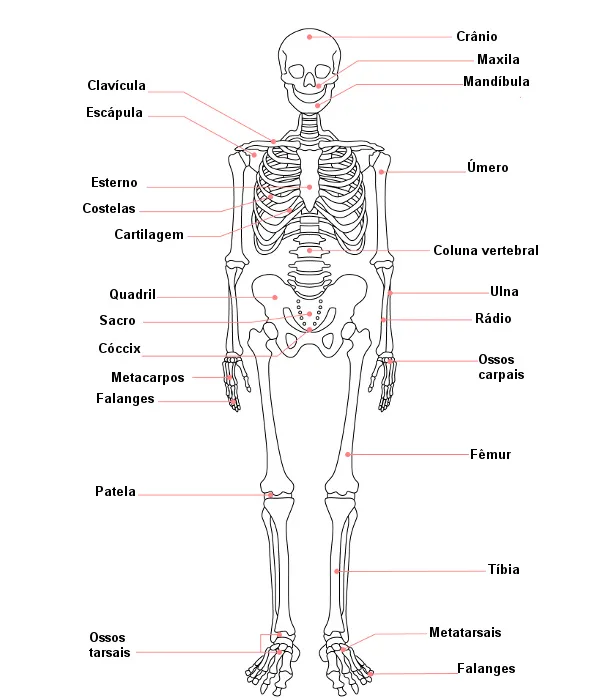 Crânio
Maxila
Mandíbula
Clavícula
Escápula
Úmero
Esterno
Costelas
Cartilagem
Coluna vertebral
Quadril
Ulna
Sacro
Rádio
Cóccix
Ossos
carpais
Metacarpos
Falanges
Fêmur
Patela
Tíbia
Ossos
tarsais
Metatarsais
Falanges